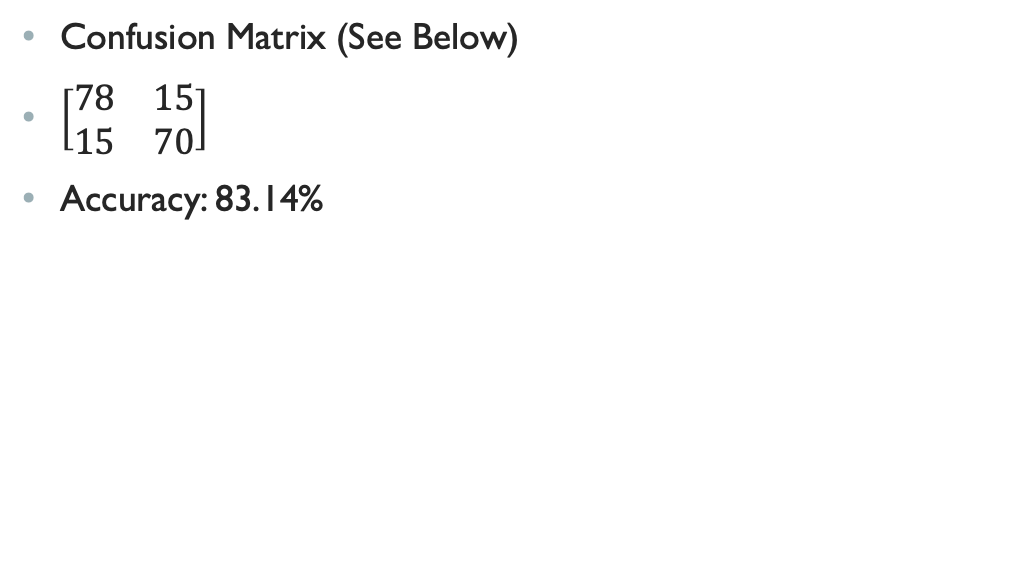 • Confusion Matrix (See Below)
• [78 15
15 70]
• Accuracy: 83.14%